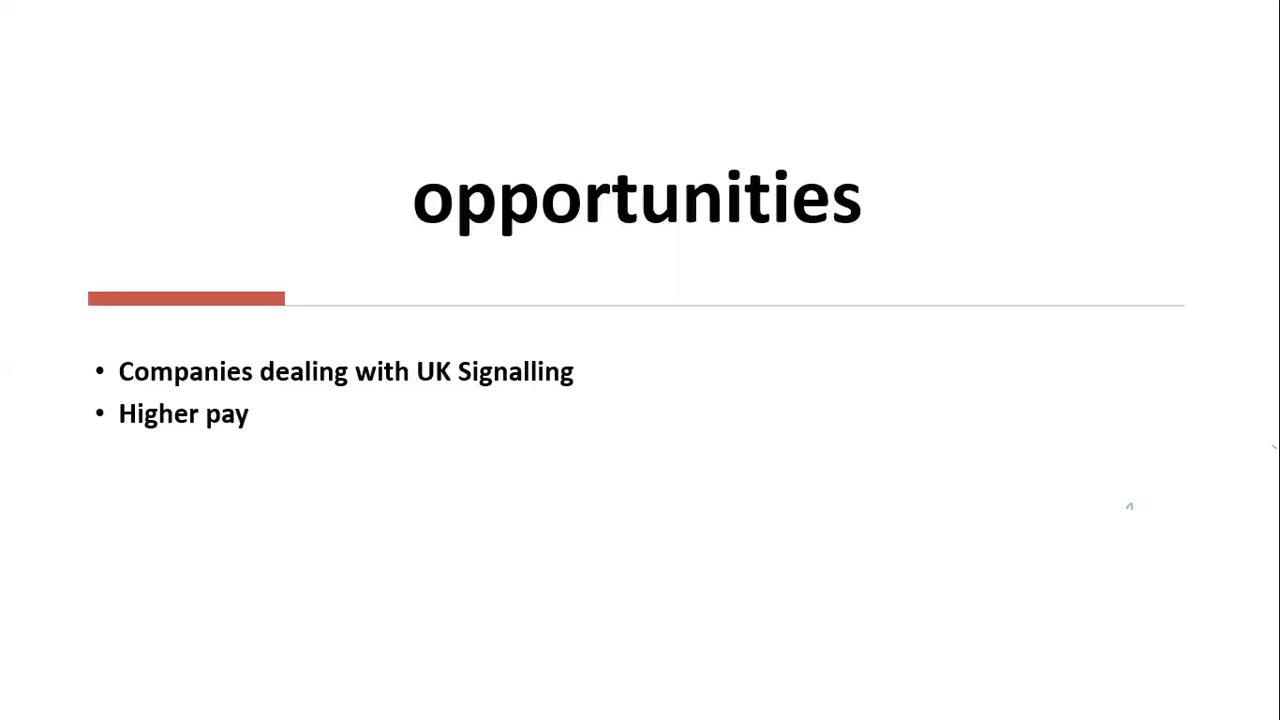 opportunities
• Companies dealing with UK Signalling
• Higher pay